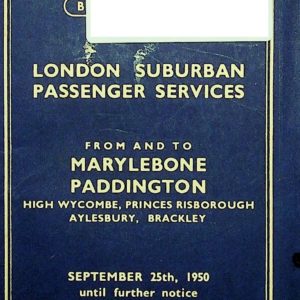 B
LONDON SUBURBAN
PASSENGER SERVICES
FROM AND TO
MARYLEBONE
PADDINGTON
HIGH WYCOMBE, PRINCES RISBOROUGH
AYLESBURY, BRACKLEY
SEPTEMBER 25th, 1950
until further notice